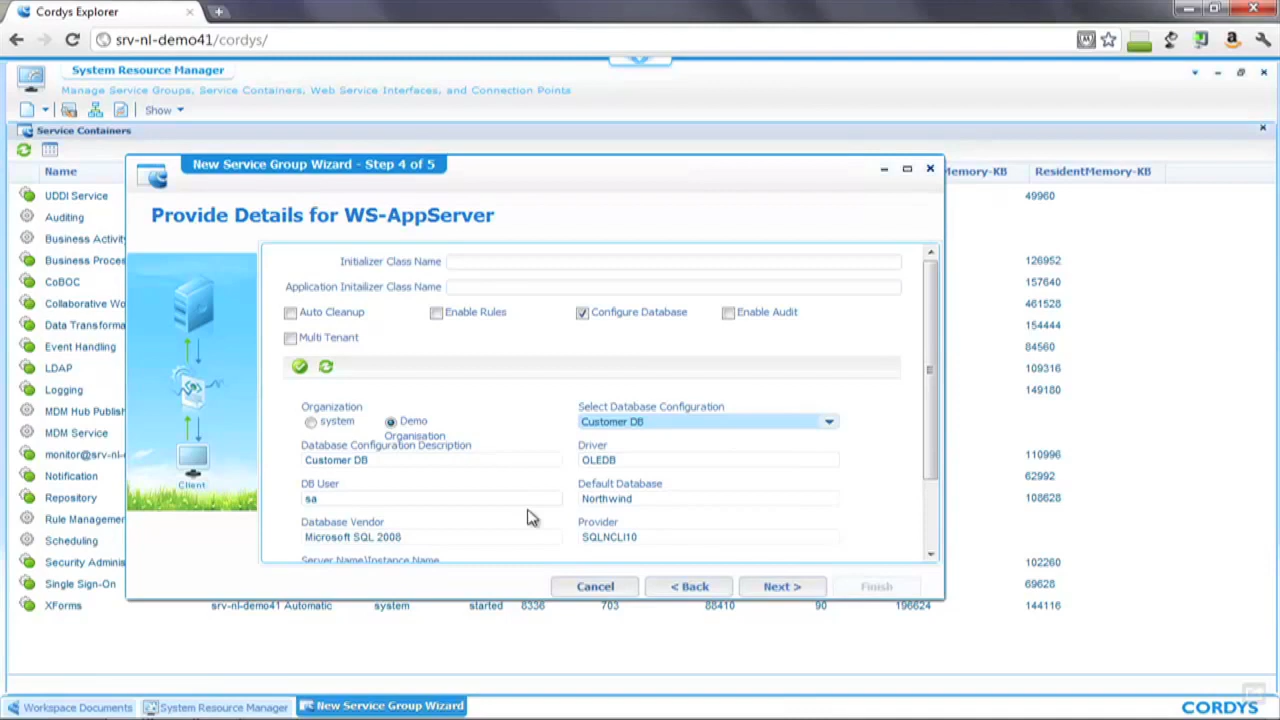 Cordys Explorer
srv-nl-demo41/cordys/
System Resource Manager
Manage Service Groups, Service Containers, Web Service Interfaces, and Connection Points
Show
Service Containers
Name
emory-KB
ResidentMemory-KB
New Service Group Wizard - Step 4 of 5
Provide Details for WS-AppServer
Initializer Class Name
Application Initailizer Class Name
Auto Cleanup
Enable Rules
Configure Database
Enable Audit
Multi Tenant
Organization
system
Demo Organisation
Select Database Configuration
Customer DB
Database Configuration Description
Customer DB
Driver
OLEDB
DB User
sa
Default Database
Northwind
Database Vendor
Microsoft SQL 2008
Provider
SQLNCLI10
Server Name/Instance Name
Client
Cancel
< Back
Next >
Finish
UDDI Service 49960
Auditing
Business Activity
Business Proces 126952
CoBOC 157640
Collaborative Wo 461528
Data Transforma 154444
Event Handling 84560
LDAP 109316
Logging 149180
MDM Hub Publish
MDM Service
monitor@srv-nl- 110996
Notification 62992
Repository 108628
Rule Managemer
Scheduling
Security Adminis 102260
Single Sign-On 69628
XForms srv-nl-demo41 Automatic system started 8336 703 88410 90 196624 144116
Workspace Documents
System Resource Manager
New Service Group Wizard
CORDYS